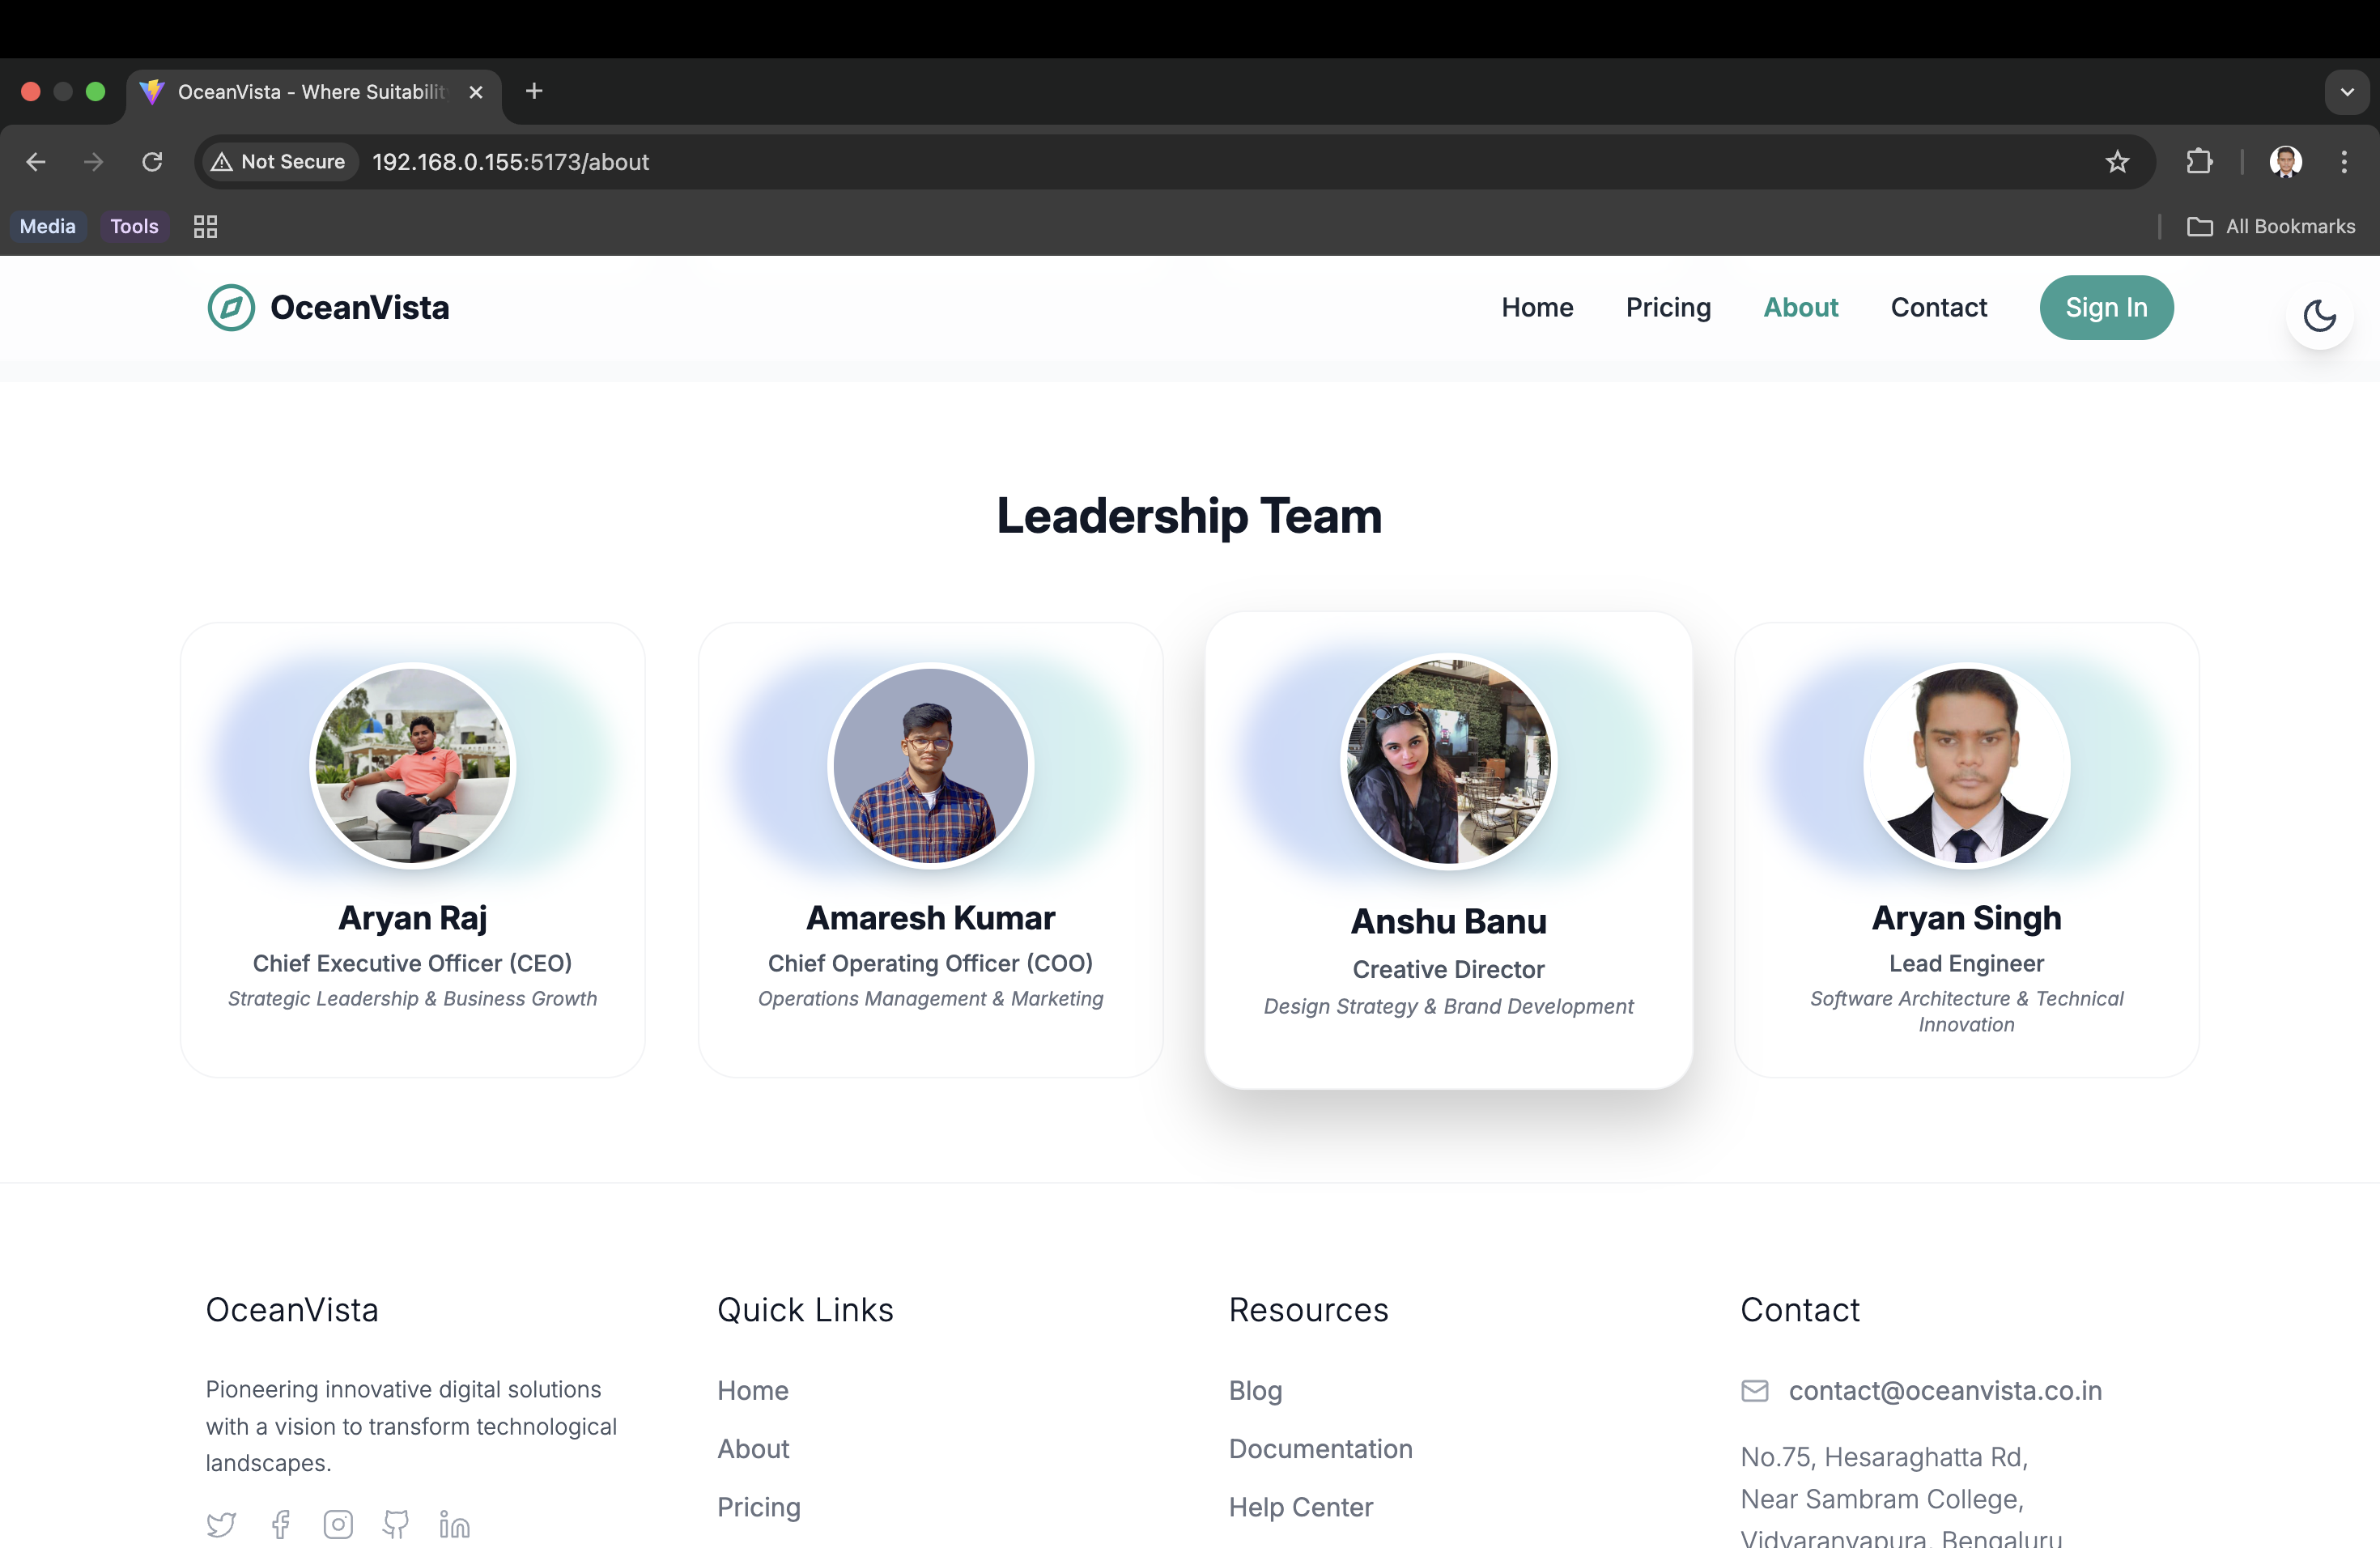 OceanVista - Where Suitabilit
Not Secure
192.168.0.155:5173/about
Media
Tools
All Bookmarks
OceanVista
Home
Pricing
About
Contact
Sign In
Leadership Team
Aryan Raj
Chief Executive Officer (CEO)
Strategic Leadership & Business Growth
Amaresh Kumar
Chief Operating Officer (COO)
Operations Management & Marketing
Anshu Banu
Creative Director
Design Strategy & Brand Development
Aryan Singh
Lead Engineer
Software Architecture & Technical
Innovation
OceanVista
Pioneering innovative digital solutions
with a vision to transform technological
landscapes.
Quick Links
Home
About
Pricing
Resources
Blog
Documentation
Help Center
Contact
contact@oceanvista.co.in
No.75, Hesaraghatta Rd,
Near Sambram College,
Vidyaranyapura, Bengaluru